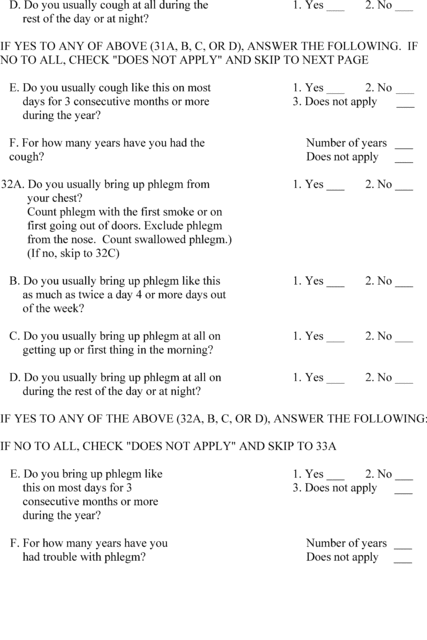 D. Do you usually cough at all during the 1. Yes ___ 2. No ___
rest of the day or at night?
IF YES TO ANY OF ABOVE (31A, B, C, OR D), ANSWER THE FOLLOWING. IF
NO TO ALL, CHECK "DOES NOT APPLY" AND SKIP TO NEXT PAGE
E. Do you usually cough like this on most 1. Yes ___ 2. No ___
days for 3 consecutive months or more 3. Does not apply ___
during the year?
F. For how many years have you had the Number of years ___
cough? Does not apply ___
32A. Do you usually bring up phlegm from 1. Yes ___ 2. No ___
your chest?
Count phlegm with the first smoke or on
first going out of doors. Exclude phlegm
from the nose. Count swallowed phlegm.)
(If no, skip to 32C)
B. Do you usually bring up phlegm like this 1. Yes ___ 2. No ___
as much as twice a day 4 or more days out
of the week?
C. Do you usually bring up phlegm at all on 1. Yes ___ 2. No ___
getting up or first thing in the morning?
D. Do you usually bring up phlegm at all on 1. Yes ___ 2. No ___
during the rest of the day or at night?
IF YES TO ANY OF THE ABOVE (32A, B, C, OR D), ANSWER THE FOLLOWING:
IF NO TO ALL, CHECK "DOES NOT APPLY" AND SKIP TO 33A
E. Do you bring up phlegm like 1. Yes ___ 2. No ___
this on most days for 3 3. Does not apply ___
consecutive months or more
during the year?
F. For how many years have you Number of years ___
had trouble with phlegm? Does not apply ___